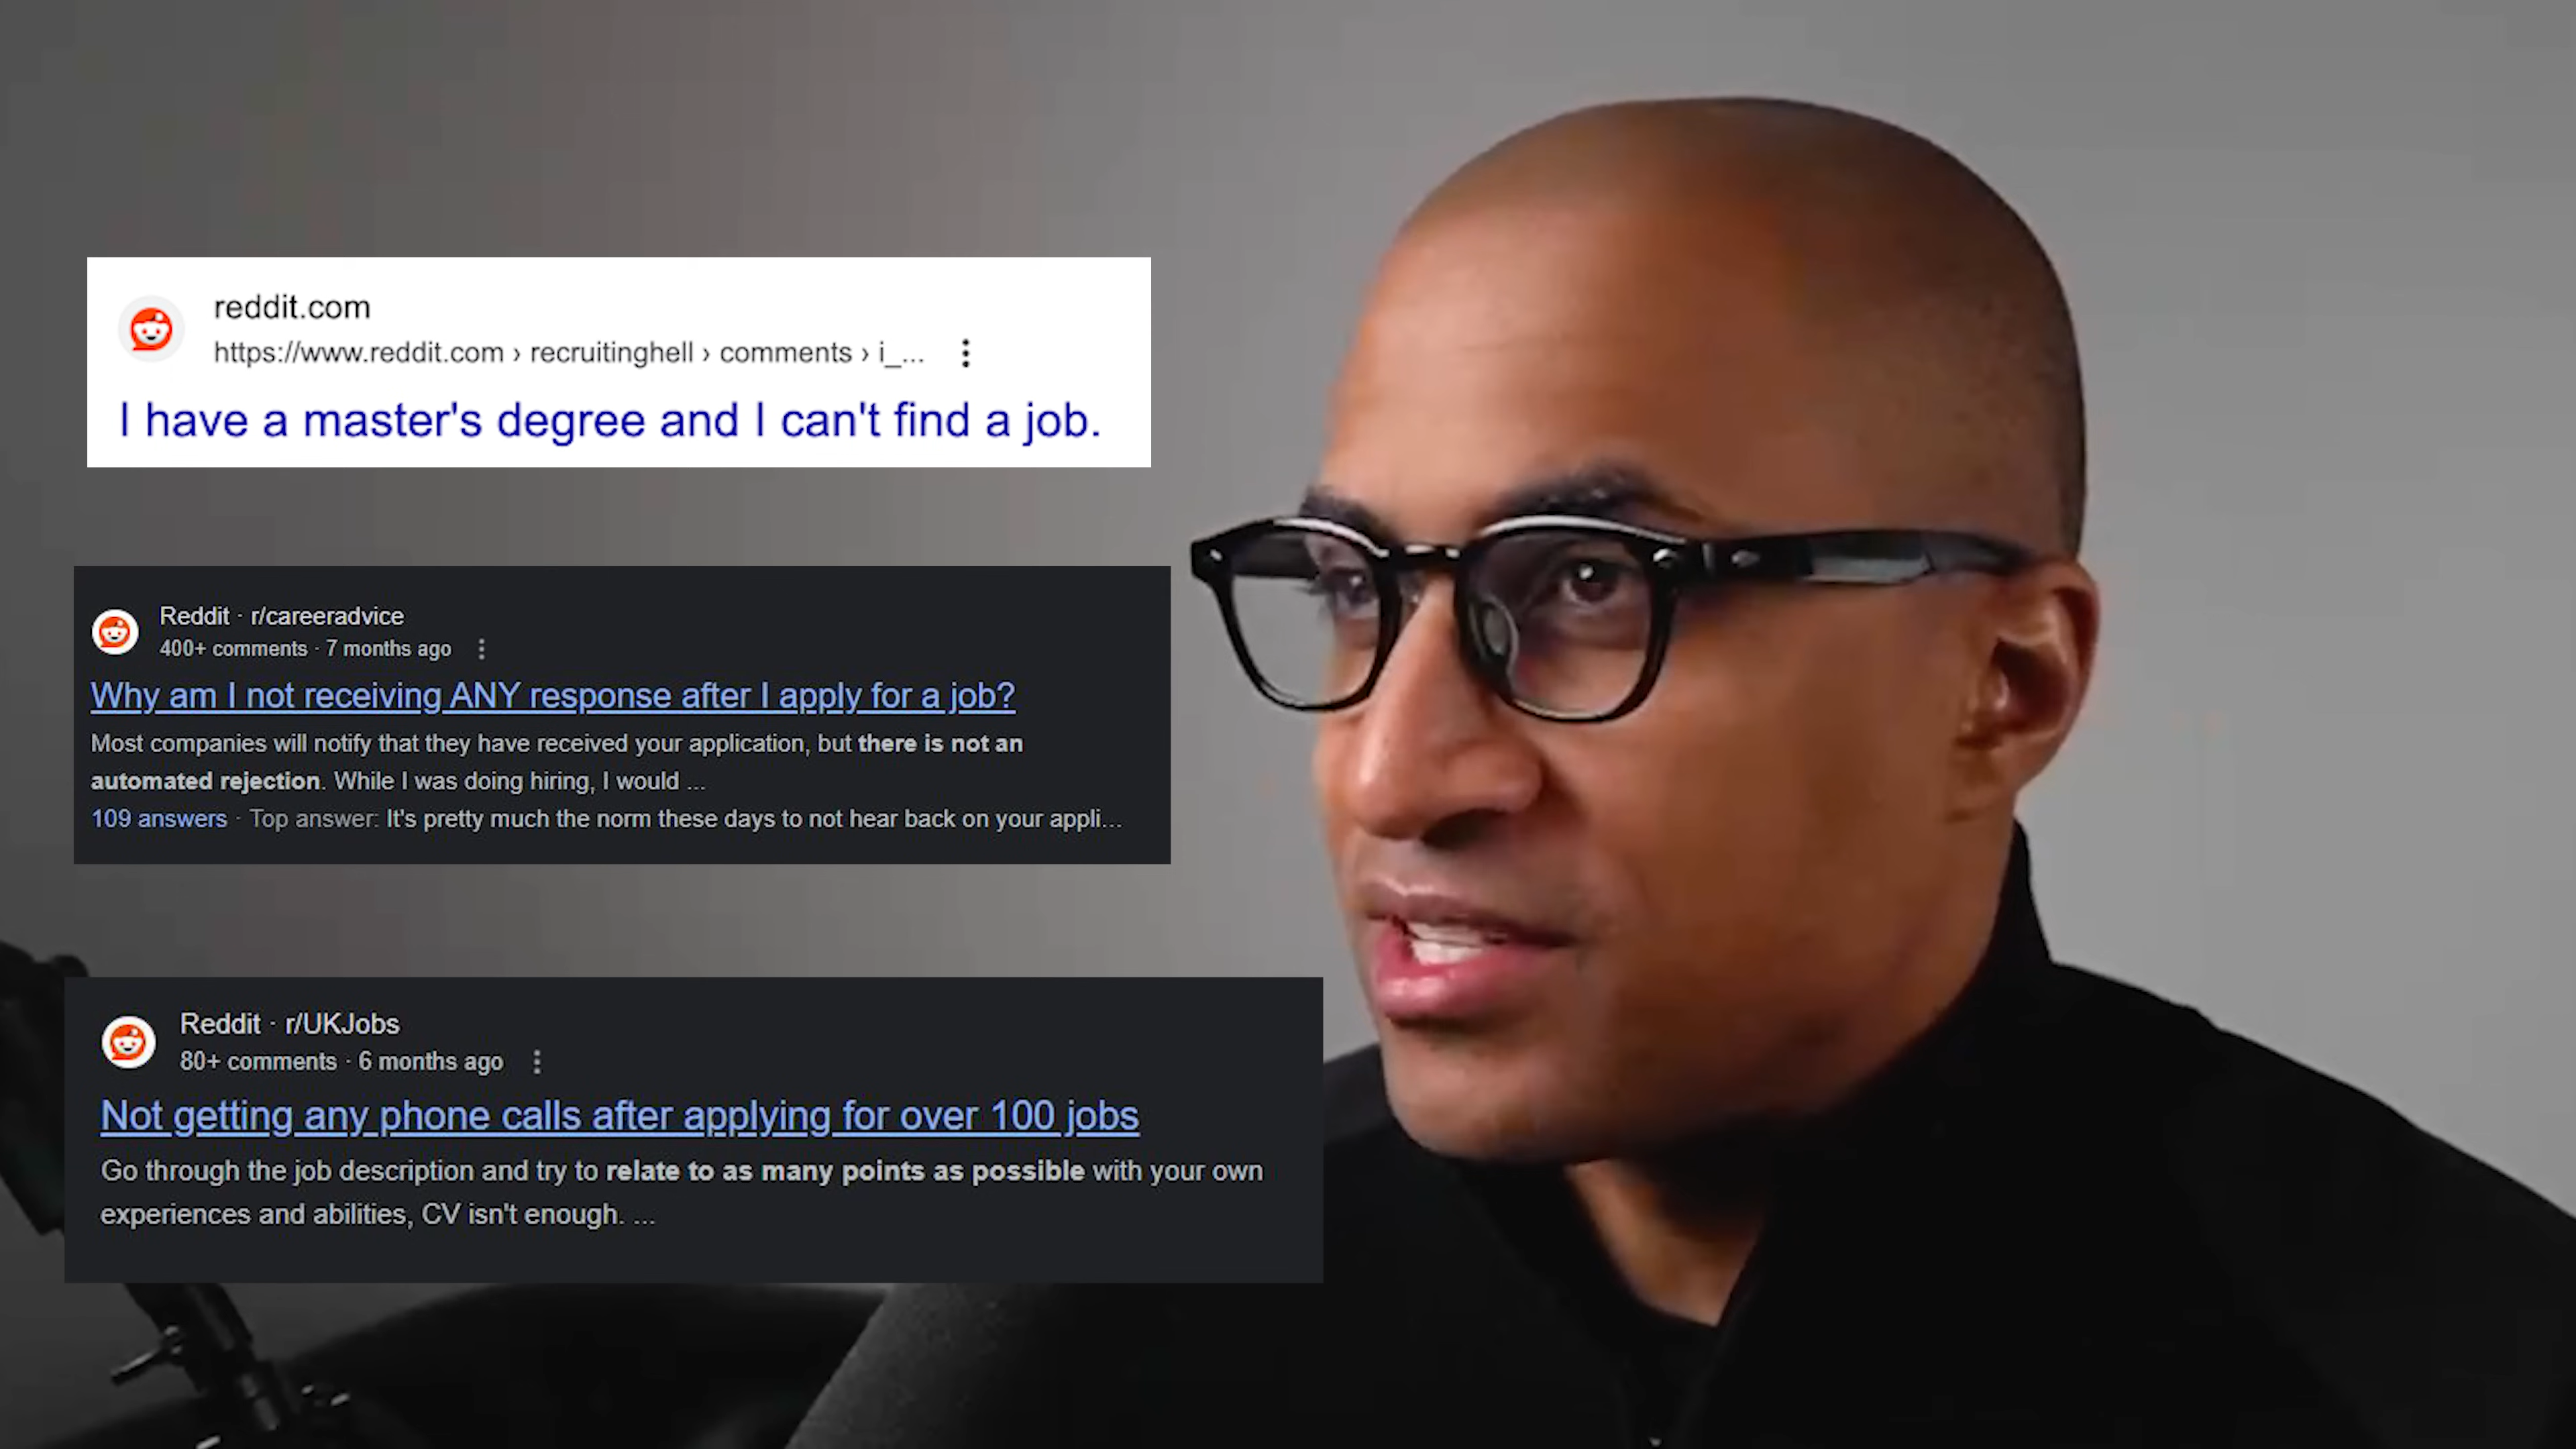 reddit.com
https://www.reddit.com › recruitinghell › comments › i_...
I have a master's degree and I can't find a job.
Reddit · r/careeradvice
400+ comments · 7 months ago
Why am I not receiving ANY response after I apply for a job?
Most companies will notify that they have received your application, but there is not an
automated rejection. While I was doing hiring, I would ...
109 answers · Top answer: It's pretty much the norm these days to not hear back on your appli...
Reddit · r/UKJobs
80+ comments · 6 months ago
Not getting any phone calls after applying for over 100 jobs
Go through the job description and try to relate to as many points as possible with your own
experiences and abilities, CV isn't enough. ...